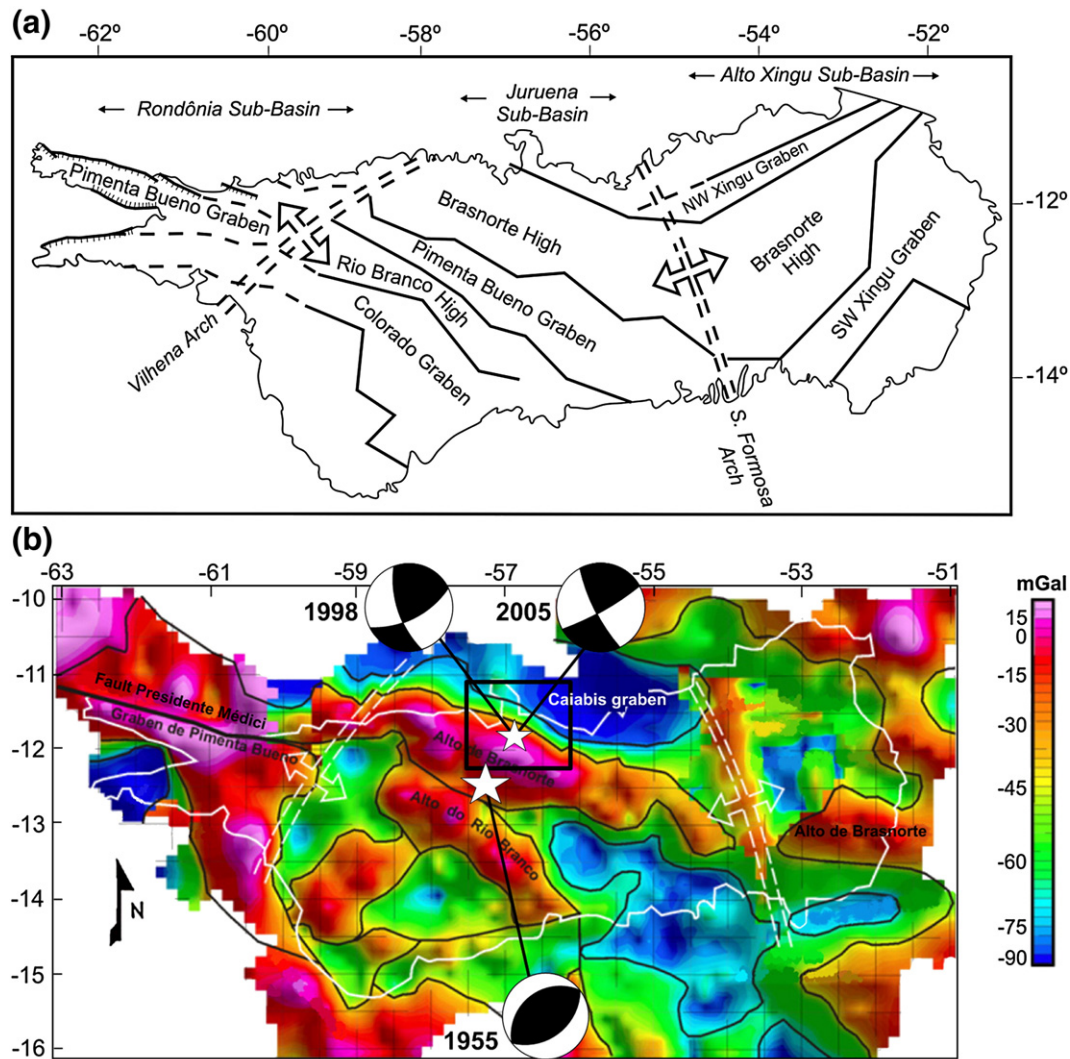 (a)
-62º -60º -58º -56º -54º -52º
Rondônia Sub-Basin
Juruena
Sub-Basin
Alto Xingu Sub-Basin
Pimenta Bueno Graben
NW Xingu Graben
-12º
Brasnorte High
Brasnorte
High
Pimenta Bueno Graben
Rio Branco High
SW Xingu Graben
Colorado Graben
Vilhena Arch
-14º
S. Formosa
Arch
(b)
-63 -61 -59 -57 -55 -53 -51
mGal
1998
2005
-10
-11
-12
-13
-14
-15
-16
Fault Presidente Médici
Graben de Pimenta Bueno
Caiabis graben
Alto de Brasnorte
Alto do Rio Branco
Alto de Brasnorte
N
1955
15
0
-15
-30
-45
-60
-75
-90